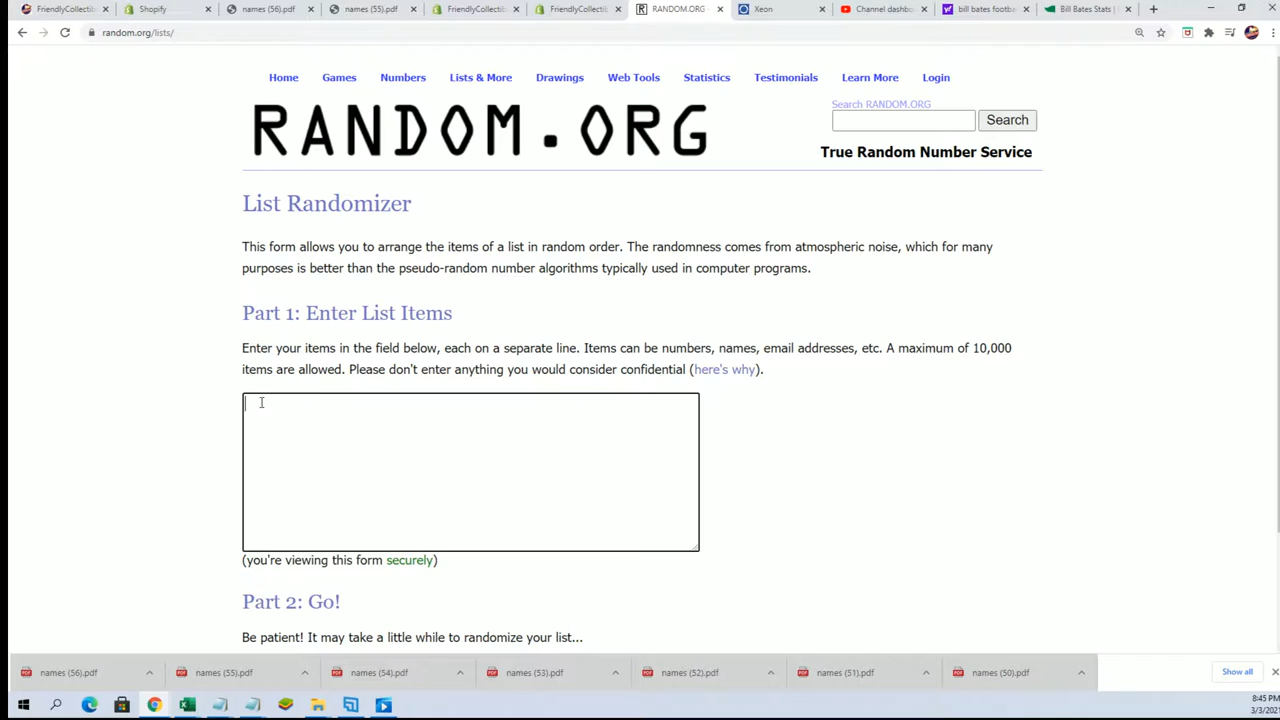 FriendlyCollectib
Shopify
names (56).pdf
names (55).pdf
FriendlyCollectib
FriendlyCollectib
RANDOM.ORG
Xeon
Channel dashbo
bill bates footb
Bill Bates Stats |
random.org/lists/
Home Games Numbers Lists & More Drawings Web Tools Statistics Testimonials Learn More Login
RANDOM.ORG
Search RANDOM.ORG
Search
True Random Number Service
List Randomizer
This form allows you to arrange the items of a list in random order. The randomness comes from atmospheric noise, which for many
purposes is better than the pseudo-random number algorithms typically used in computer programs.
Part 1: Enter List Items
Enter your items in the field below, each on a separate line. Items can be numbers, names, email addresses, etc. A maximum of 10,000
items are allowed. Please don't enter anything you would consider confidential (here's why).
(you're viewing this form securely)
Part 2: Go!
Be patient! It may take a little while to randomize your list...
names (56).pdf names (55).pdf names (54).pdf names (53).pdf names (52).pdf names (51).pdf names (50).pdf Show all
8:45 PM
3/3/2021